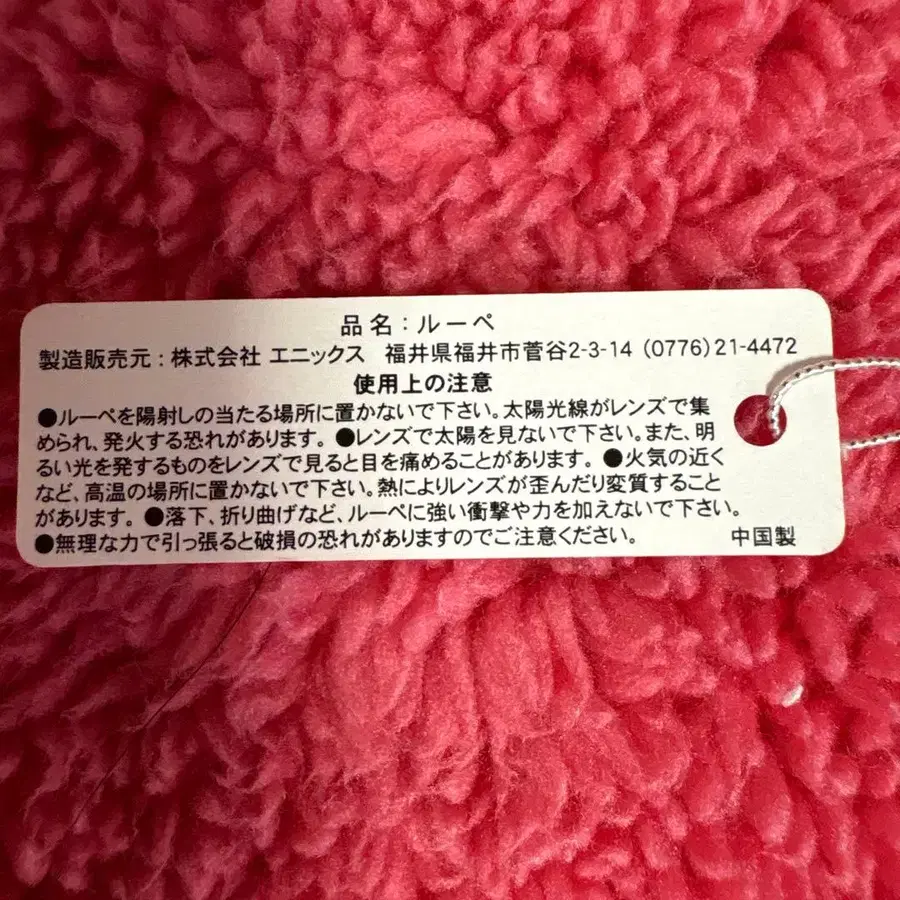 品名：ルーペ
製造販売元：株式会社 エニックス 福井県福井市菅谷2-3-14 (0776)21-4472
使用上の注意
●ルーペを陽射しの当たる場所に置かないで下さい。太陽光線がレンズで集
められ、発火する恐れがあります。 ●レンズで太陽を見ないで下さい。また、明
るい光を発するものをレンズで見ると目を痛めることがあります。 ●火気の近く
など、高温の場所に置かないで下さい。熱によりレンズが歪んだり変質すること
があります。 ●落下、折り曲げなど、ルーペに強い衝撃や力を加えないで下さい。
●無理な力で引っ張ると破損の恐れがありますのでご注意ください。 中国製